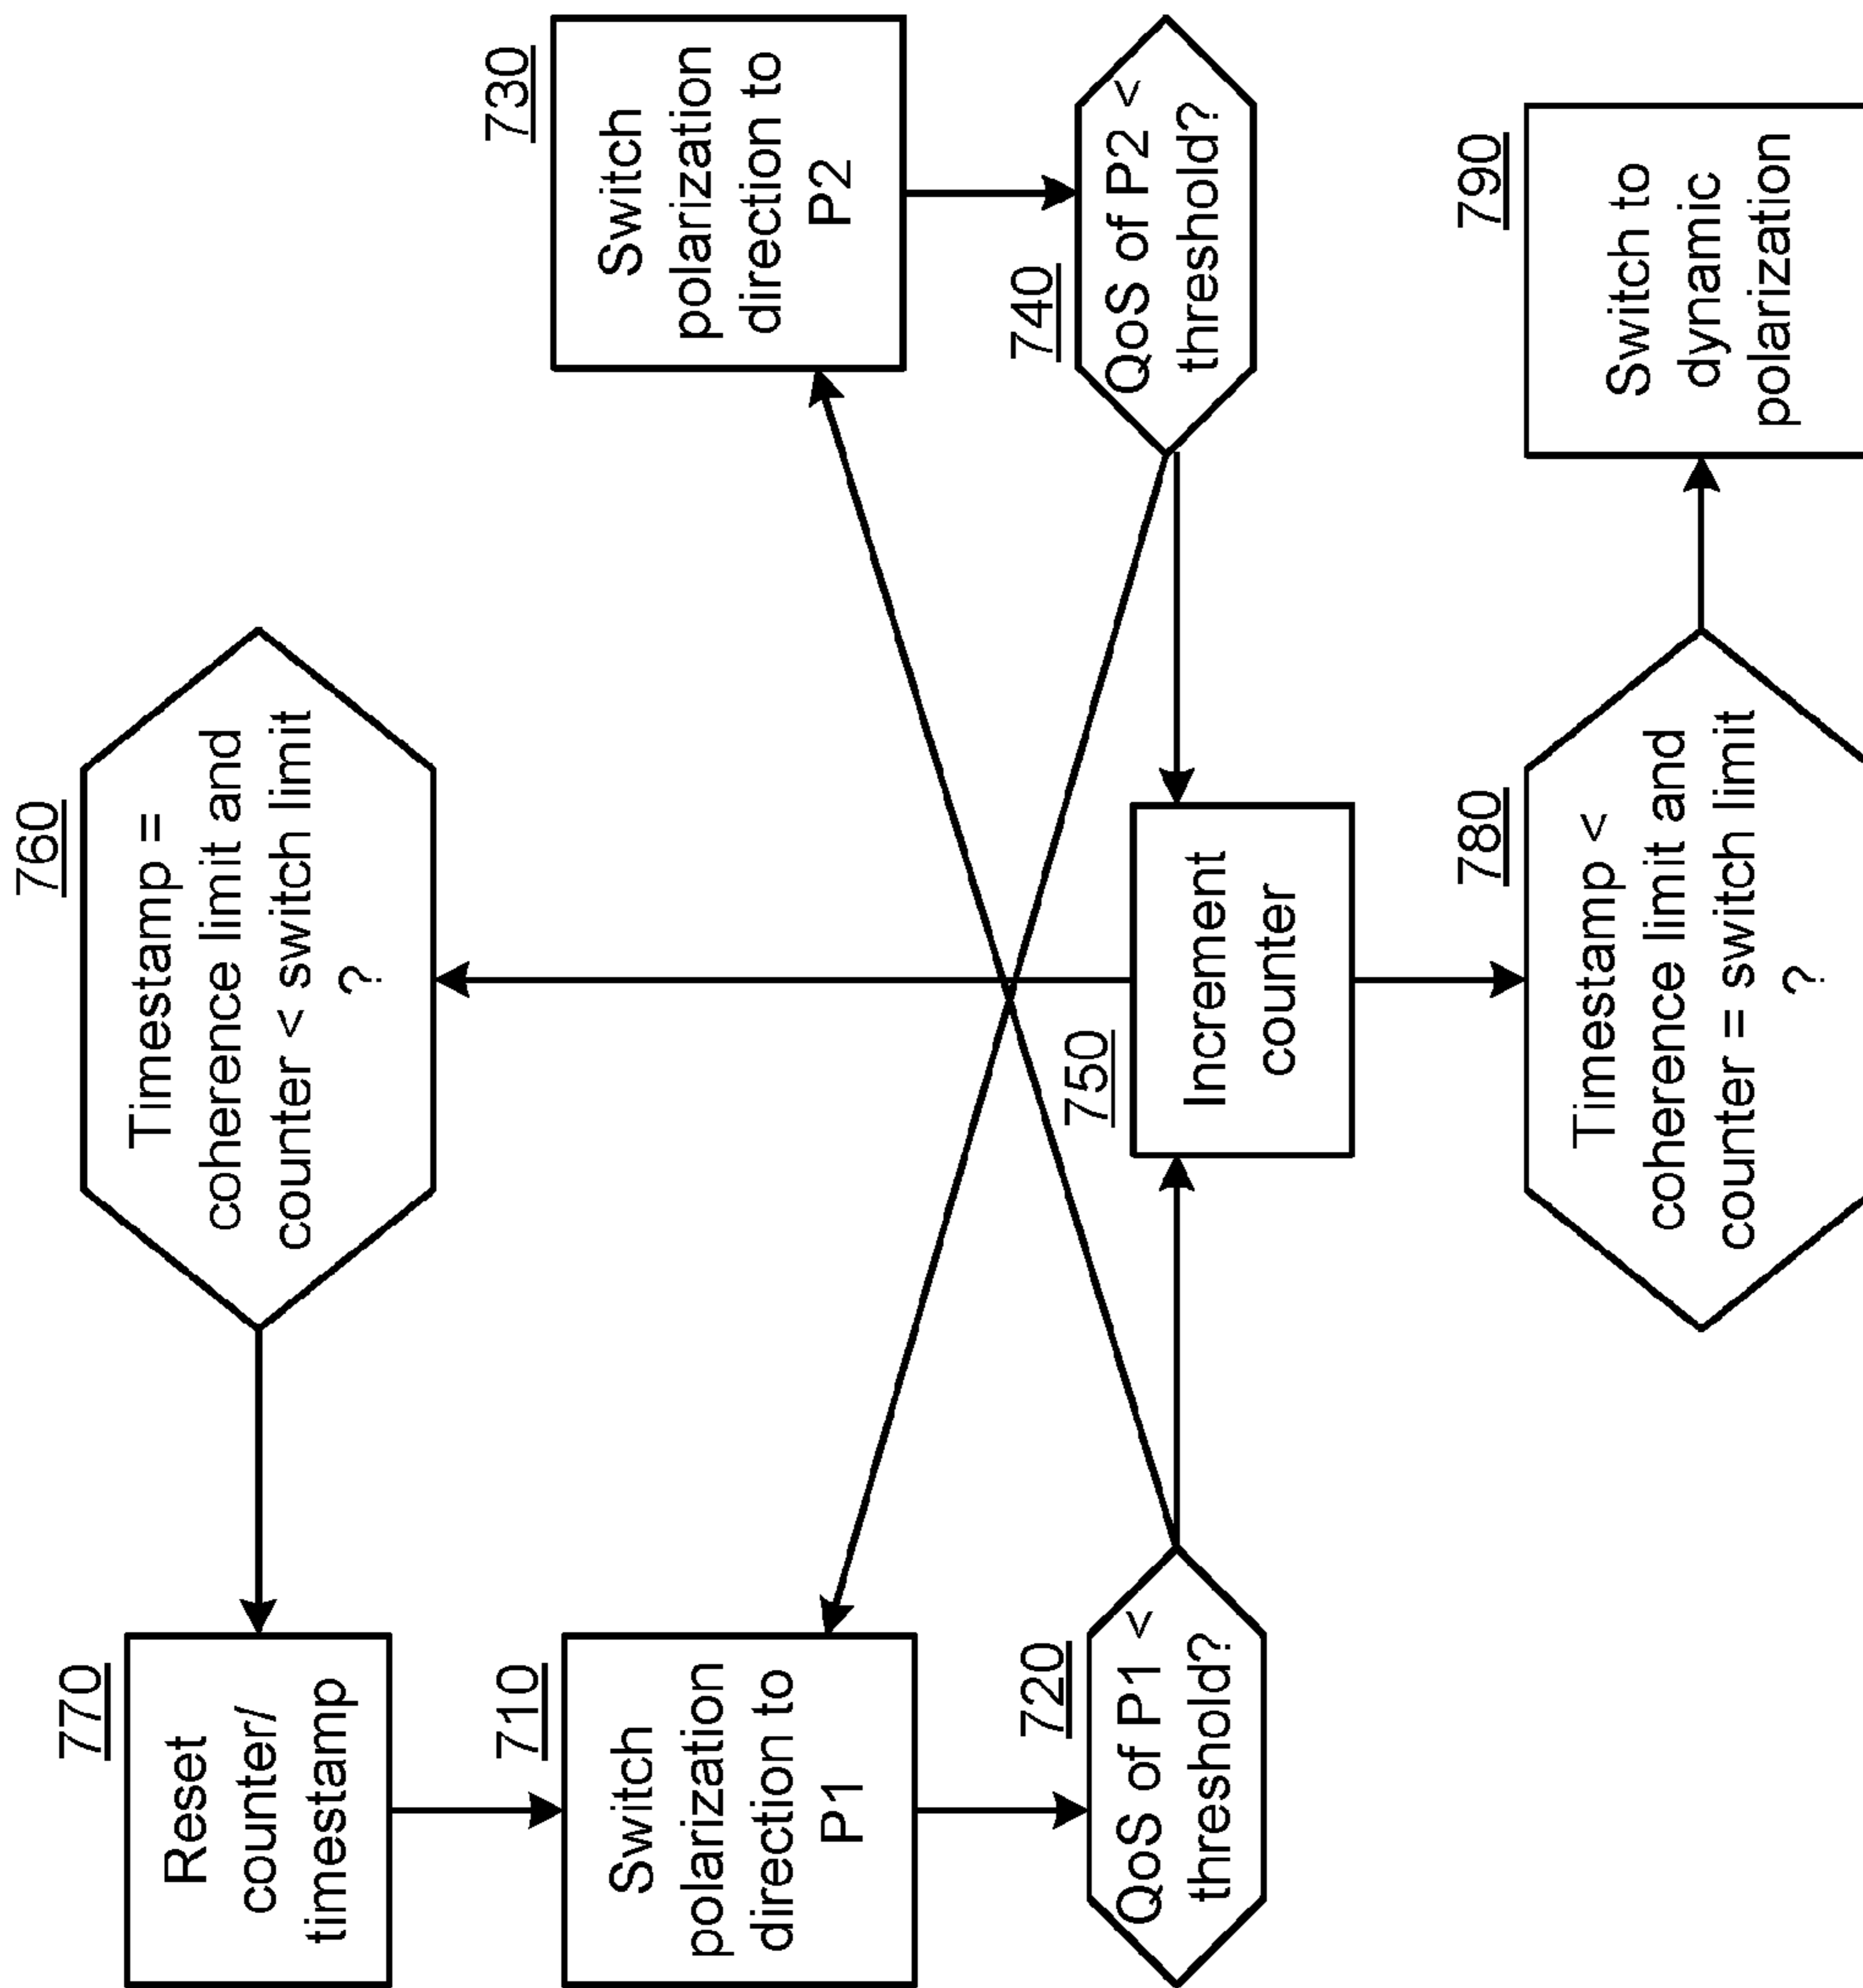 770
Reset
counter/
timestamp
710
Switch
polarization
direction to
P1
720
QoS of P1 <
threshold?
760
Timestamp =
coherence limit and
counter < switch limit
?
750
Increment
counter
780
Timestamp <
coherence limit and
counter = switch limit
?
730
Switch
polarization
direction to
P2
740
QoS of P2 <
threshold?
790
Switch to
dynamic
polarization